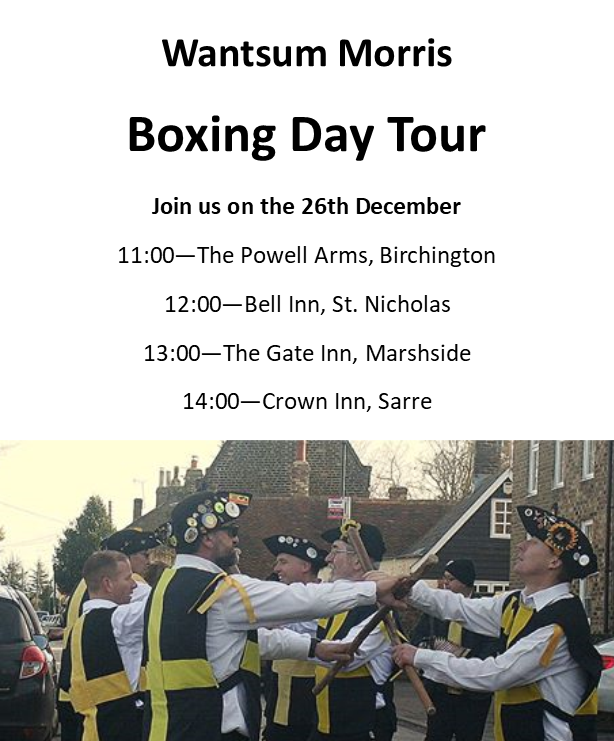 Wantsum Morris
Boxing Day Tour
Join us on the 26th December
11:00—The Powell Arms, Birchington
12:00—Bell Inn, St. Nicholas
13:00—The Gate Inn, Marshside
14:00—Crown Inn, Sarre